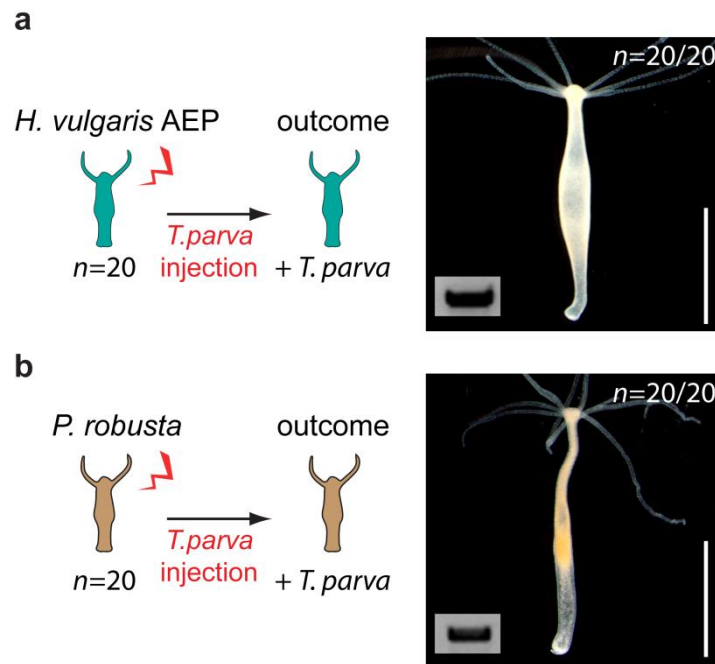 a
n=20/20
H. vulgaris AEP
outcome
n=20
T.parva
injection
+ T. parva
b
n=20/20
P. robusta
outcome
n=20
T.parva
injection
+ T. parva